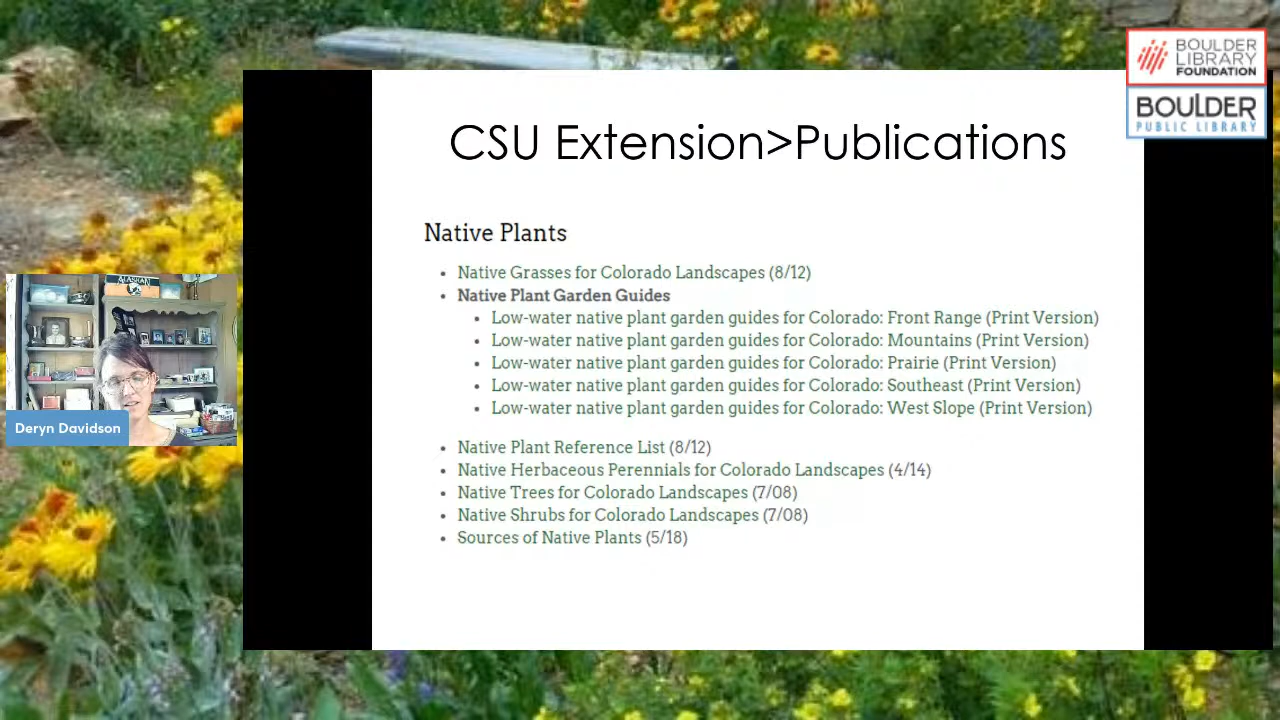 BOULDER
LIBRARY
FOUNDATION
BOULDER
PUBLIC LIBRARY
CSU Extension>Publications
Native Plants
• Native Grasses for Colorado Landscapes (8/12)
• Native Plant Garden Guides
• Low-water native plant garden guides for Colorado: Front Range (Print Version)
• Low-water native plant garden guides for Colorado: Mountains (Print Version)
• Low-water native plant garden guides for Colorado: Prairie (Print Version)
• Low-water native plant garden guides for Colorado: Southeast (Print Version)
• Low-water native plant garden guides for Colorado: West Slope (Print Version)
• Native Plant Reference List (8/12)
• Native Herbaceous Perennials for Colorado Landscapes (4/14)
• Native Trees for Colorado Landscapes (7/08)
• Native Shrubs for Colorado Landscapes (7/08)
• Sources of Native Plants (5/18)
ALASKAN
Deryn Davidson